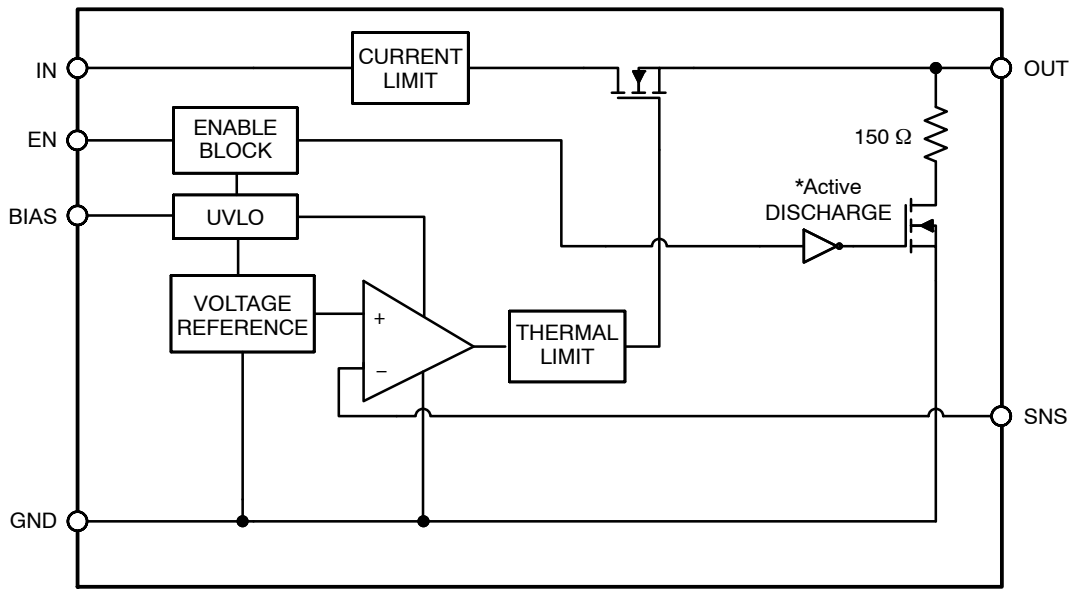 IN
CURRENT
LIMIT
OUT
EN
ENABLE
BLOCK
150 Ω
*Active
DISCHARGE
BIAS
UVLO
VOLTAGE
REFERENCE
+
−
THERMAL
LIMIT
SNS
GND